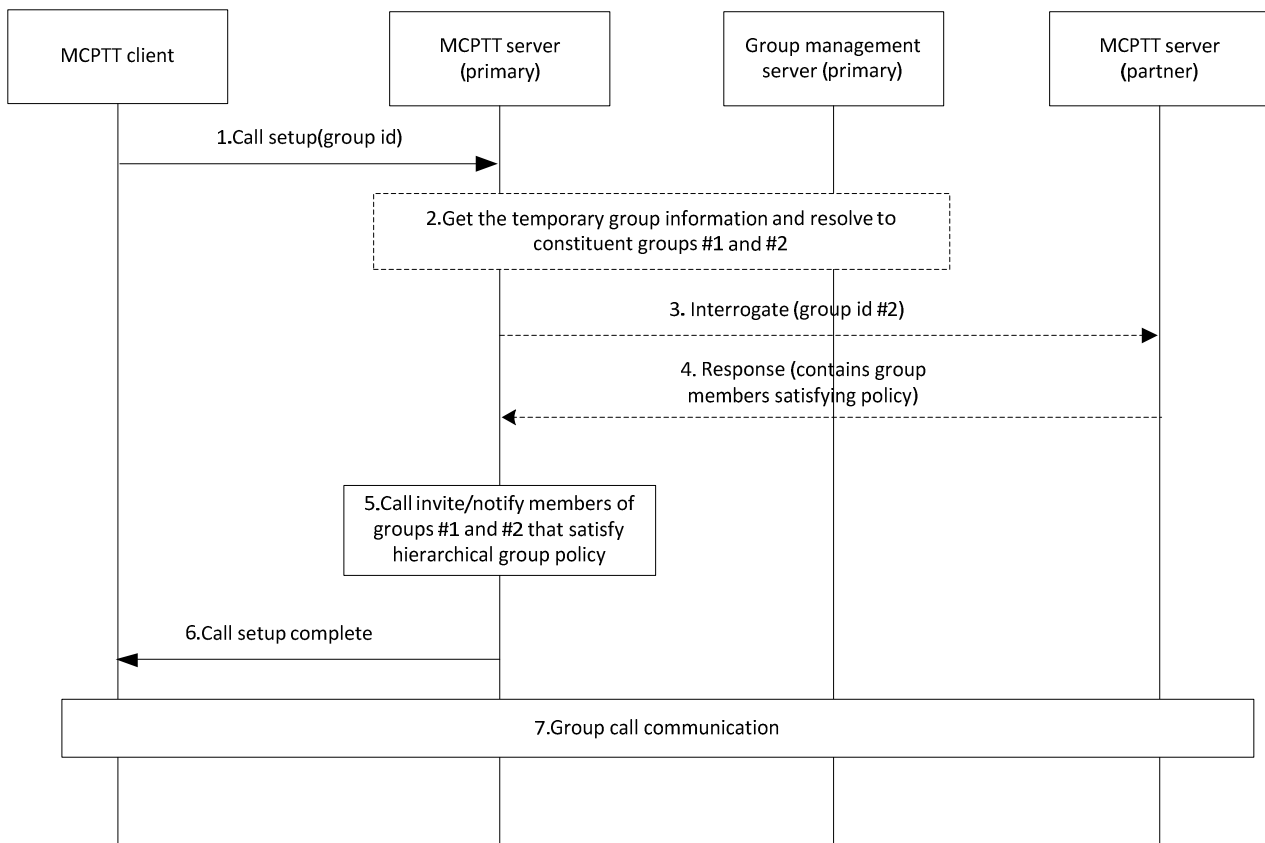 MCPTT client
MCPTT server
(primary)
Group management
server (primary)
MCPTT server
(partner)
1.Call setup(group id)
2.Get the temporary group information and resolve to
constituent groups #1 and #2
3. Interrogate (group id #2)
4. Response (contains group
members satisfying policy)
5.Call invite/notify members of
groups #1 and #2 that satisfy
hierarchical group policy
6.Call setup complete
7.Group call communication